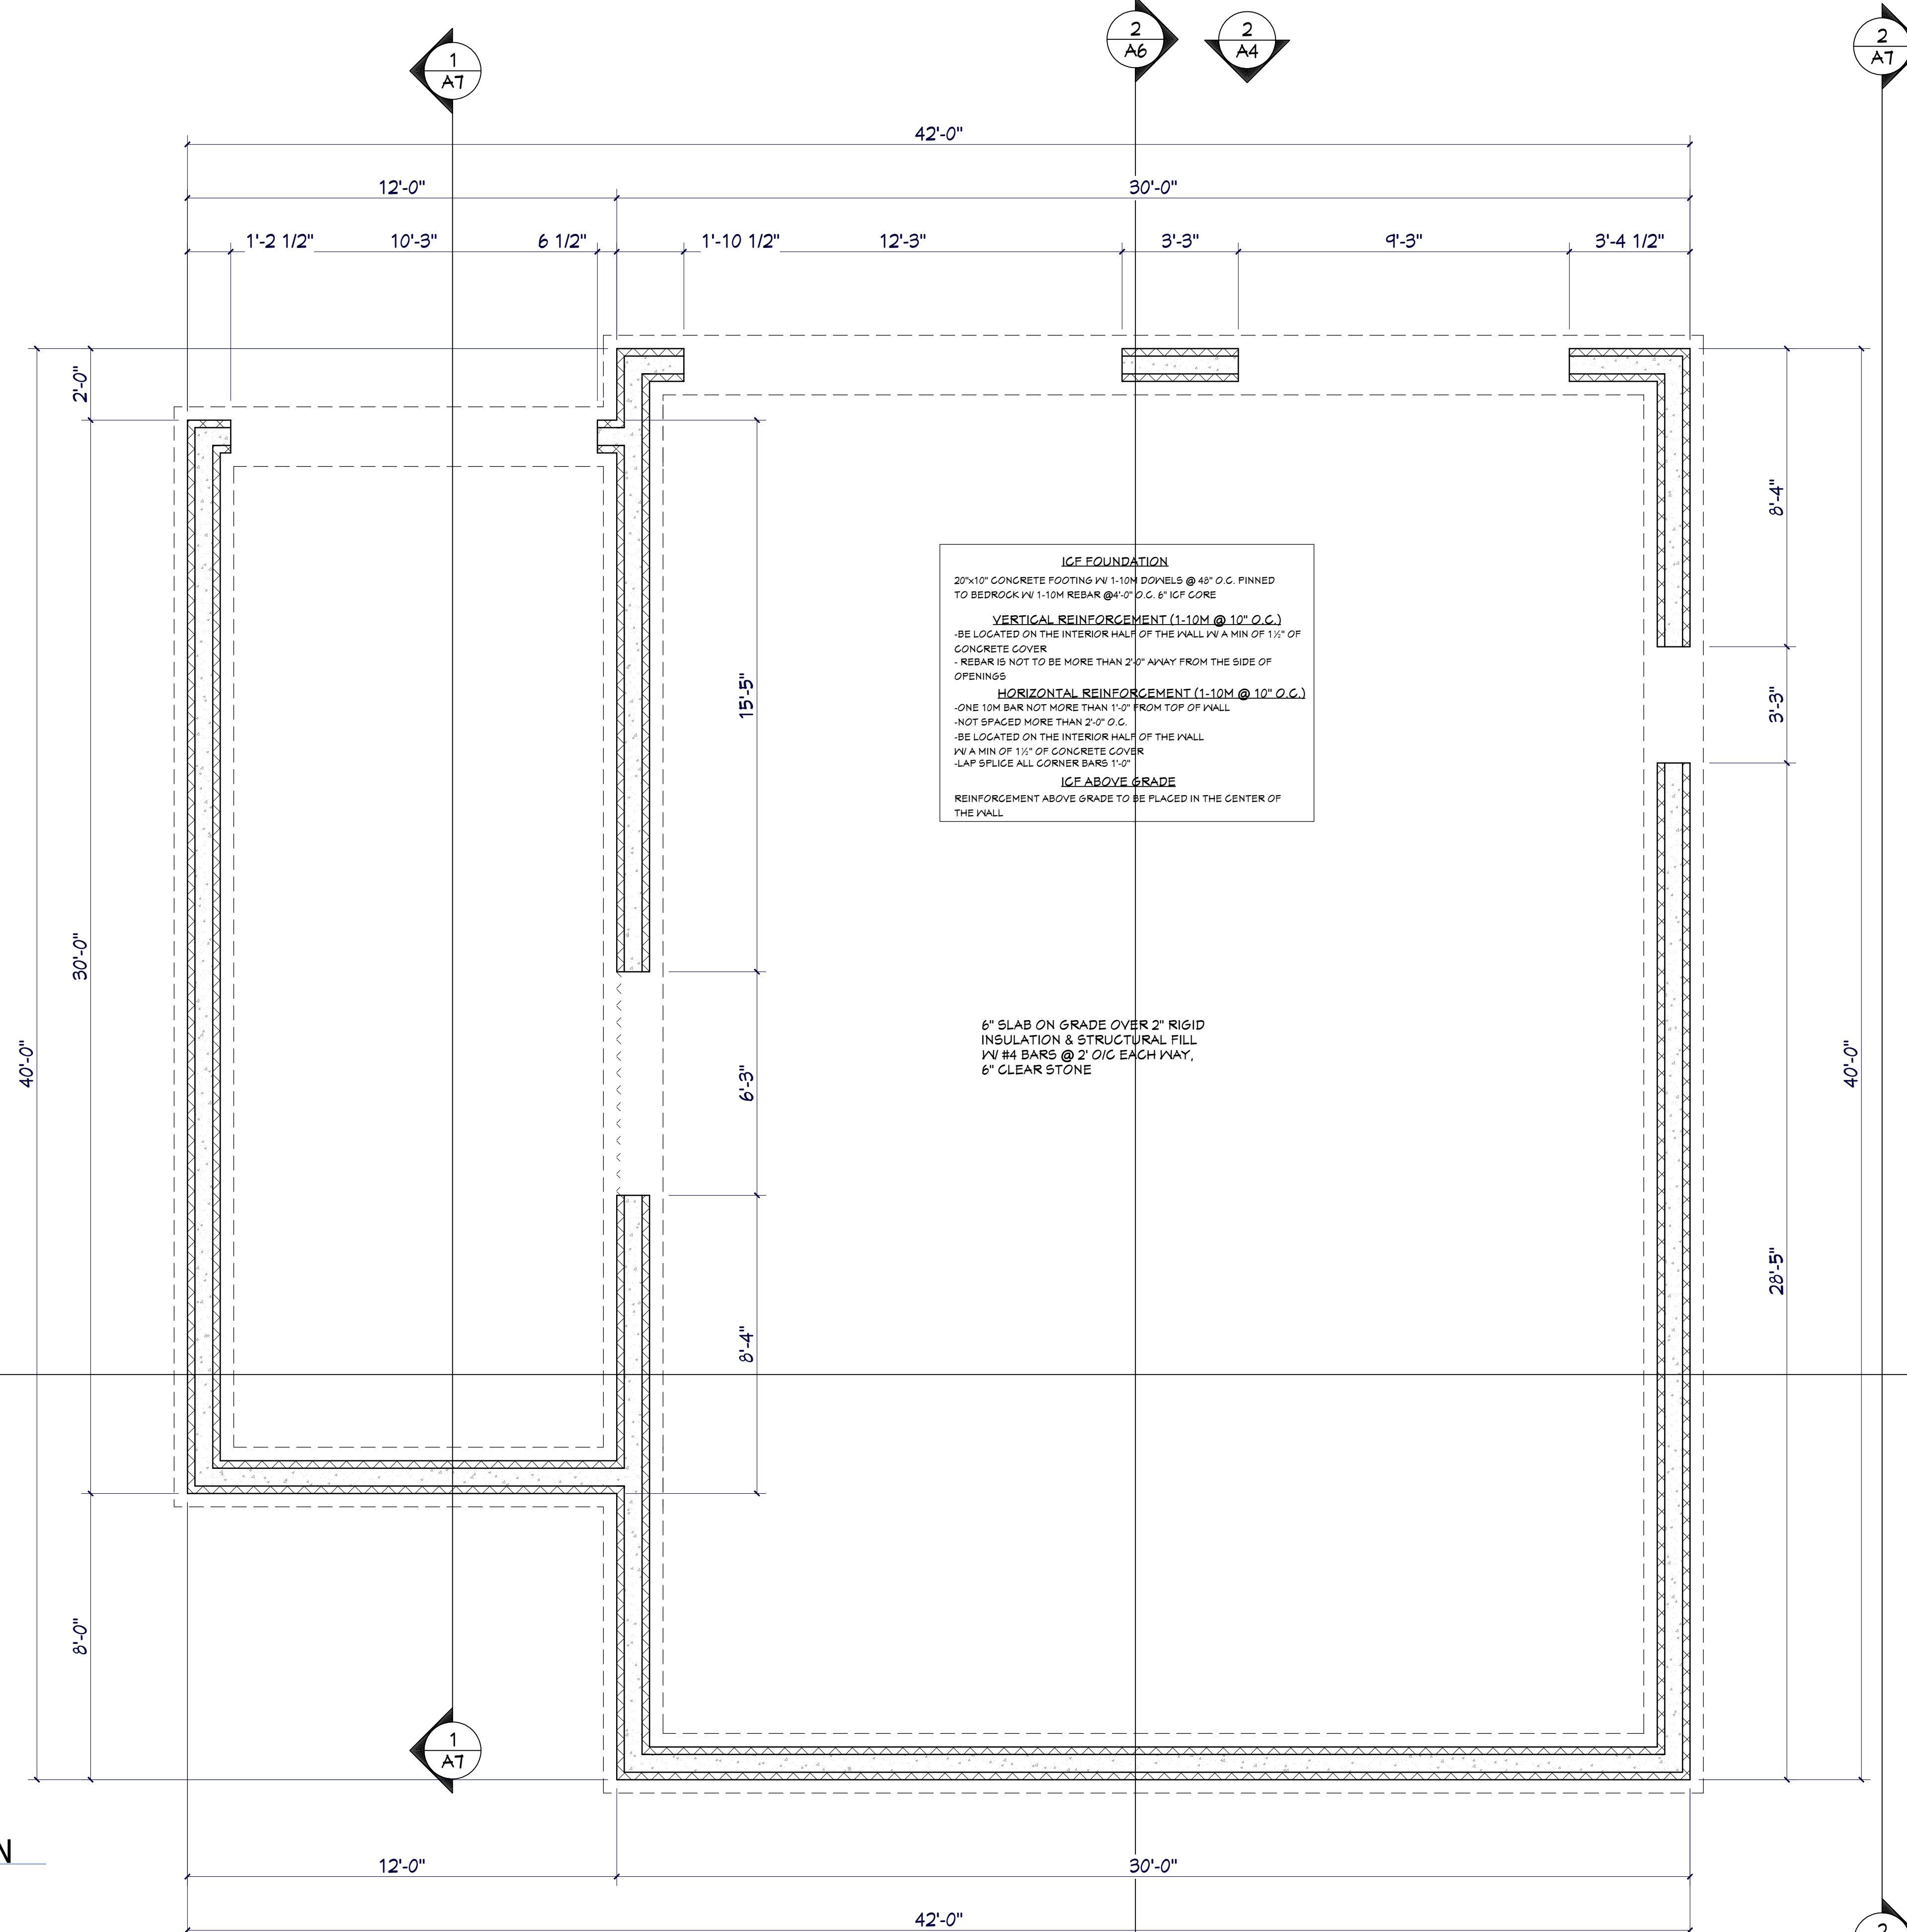 2
A6
2
A4
2
A7
1
A7
42'-0"
12'-0"
30'-0"
1'-2 1/2"
10'-3"
6 1/2"
1'-10 1/2"
12'-3"
3'-3"
9'-3"
3'-4 1/2"
2'-0"
30'-0"
40'-0"
8'-0"
15'-5"
6'-3"
8'-4"
8'-4"
3'-3"
28'-5"
40'-0"
ICF FOUNDATION
20"x10" CONCRETE FOOTING W/ 1-10M DOWELS @ 48" O.C. PINNED
TO BEDROCK W/ 1-10M REBAR @4'-0" O.C. 6" ICF CORE
VERTICAL REINFORCEMENT (1-10M @ 10" O.C.)
-BE LOCATED ON THE INTERIOR HALF OF THE WALL W/ A MIN OF 1½" OF
CONCRETE COVER
- REBAR IS NOT TO BE MORE THAN 2'-0" AWAY FROM THE SIDE OF
OPENINGS
HORIZONTAL REINFORCEMENT (1-10M @ 10" O.C.)
-ONE 10M BAR NOT MORE THAN 1'-0" FROM TOP OF WALL
-NOT SPACED MORE THAN 2'-0" O.C.
-BE LOCATED ON THE INTERIOR HALF OF THE WALL
W/ A MIN OF 1½" OF CONCRETE COVER
-LAP SPLICE ALL CORNER BARS 1'-0"
ICF ABOVE GRADE
REINFORCEMENT ABOVE GRADE TO BE PLACED IN THE CENTER OF
THE WALL
6" SLAB ON GRADE OVER 2" RIGID
INSULATION & STRUCTURAL FILL
W/ #4 BARS @ 2' O/C EACH WAY,
6" CLEAR STONE
1
A7
N
12'-0"
30'-0"
42'-0"
2